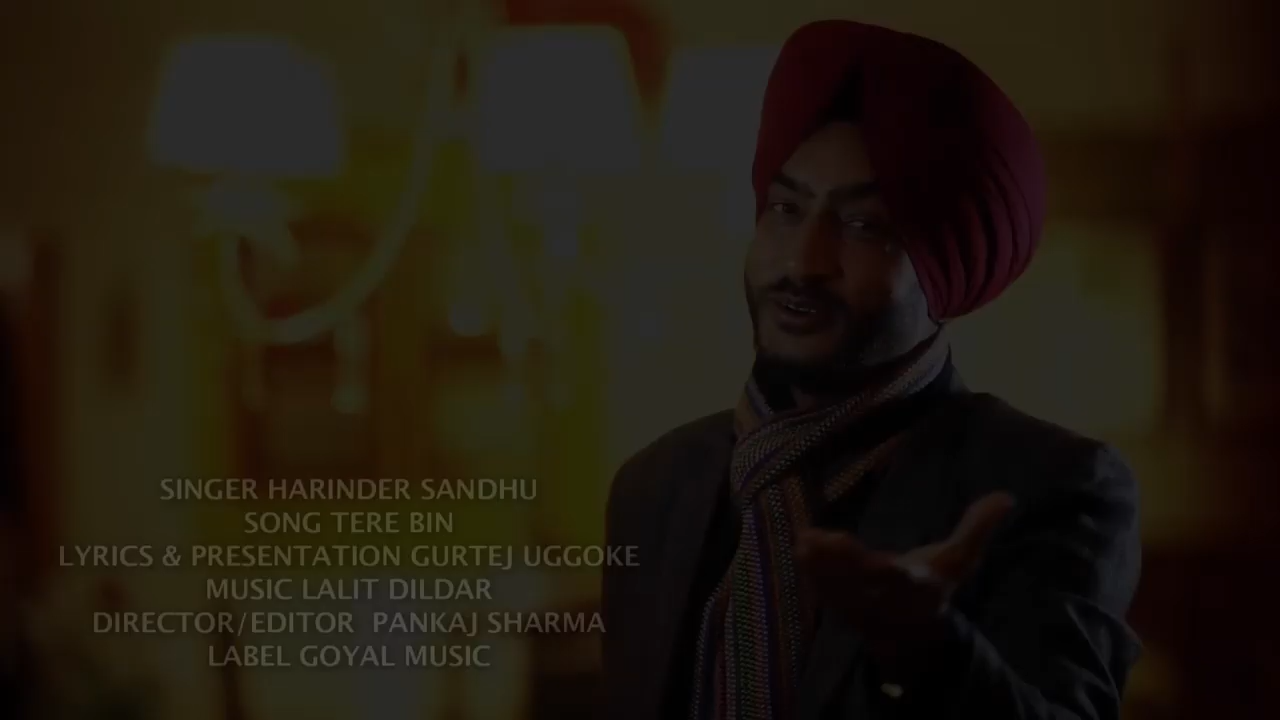 SINGER HARINDER SANDHU
SONG TERE BIN
LYRICS & PRESENTATION GURTEJ UGGOKE
MUSIC LALIT DILDAR
DIRECTOR/EDITOR PANKAJ SHARMA
LABEL GOYAL MUSIC